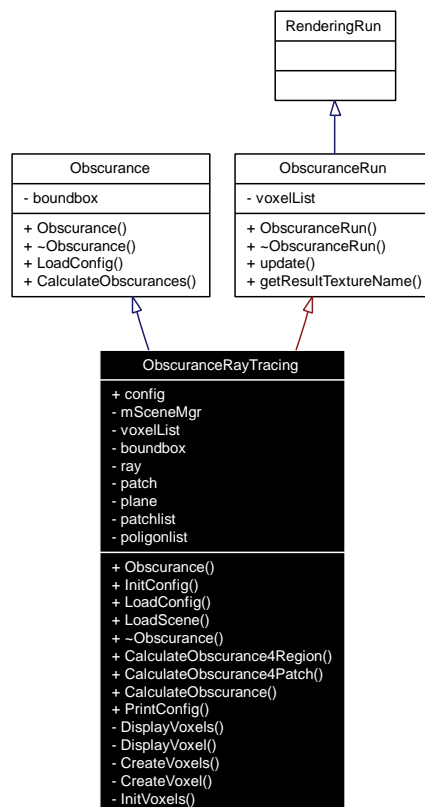 RenderingRun
Obscurance
- boundbox
+ Obscurance()
+ ~Obscurance()
+ LoadConfig()
+ CalculateObscurances()
ObscuranceRun
- voxelList
+ ObscuranceRun()
+ ~ObscuranceRun()
+ update()
+ getResultTextureName()
ObscuranceRayTracing
+ config
- mSceneMgr
- voxelList
- boundbox
- ray
- patch
- plane
- patchlist
- poligonlist
+ Obscurance()
+ InitConfig()
+ LoadConfig()
+ LoadScene()
+ ~Obscurance()
+ CalculateObscurance4Region()
+ CalculateObscurance4Patch()
+ CalculateObscurance()
+ PrintConfig()
- DisplayVoxels()
- DisplayVoxel()
- CreateVoxels()
- CreateVoxel()
- InitVoxels()